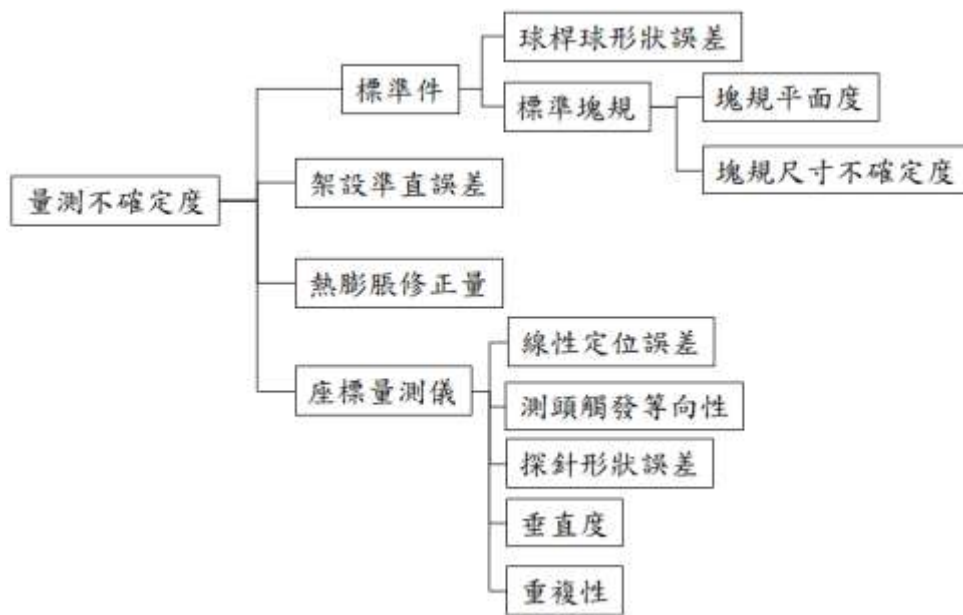 量測不確定度
標準件
球桿球形狀誤差
標準塊規
塊規平面度
塊規尺寸不確定度
架設準直誤差
熱膨脹修正量
座標量測儀
線性定位誤差
測頭觸發等向性
探針形狀誤差
垂直度
重複性